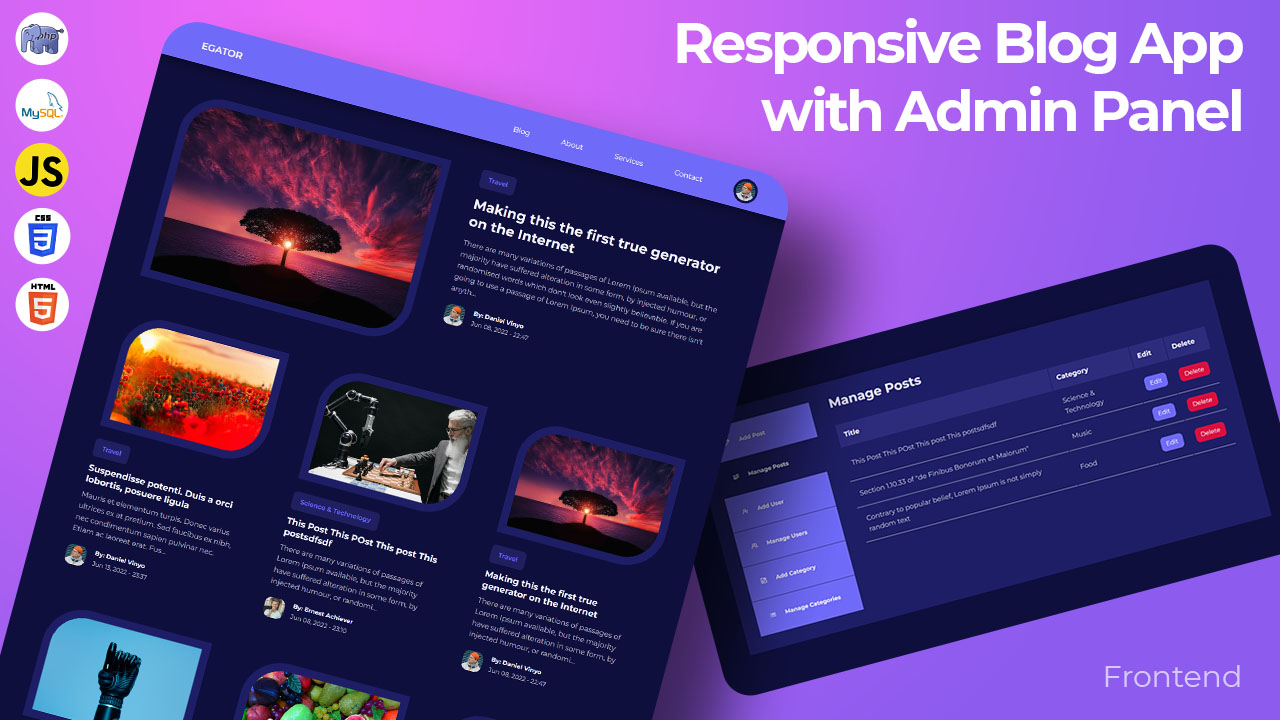 Responsive Blog App
with Admin Panel
php
MySQL
JS
CSS
3
HTML
5
EGATOR
Blog
About
Services
Contact
Travel
Making this the first true generator
on the Internet
There are many variations of passages of Lorem Ipsum available, but the
majority have suffered alteration in some form, by injected humour, or
randomised words which don't look even slightly believable. If you are
going to use a passage of Lorem Ipsum, you need to be sure there isn't
anyth...
By: Daniel Vinyo
Jun 08, 2022 - 22:47
Travel
Suspendisse potenti. Duis a orci
lobortis, posuere ligula
Mauris et elementum turpis. Donec varius
ultrices ex at pretium. Sed faucibus ex nibh,
nec condimentum sapien pulvinar nec.
Etiam ac laoreet erat. Fus...
By: Daniel Vinyo
Jun 13, 2022 - 23:37
Science & Technology
This Post This POst This post This
postsdfsdf
There are many variations of passages of
Lorem Ipsum available, but the majority
have suffered alteration in some form, by
injected humour, or randomi...
By: Ernest Achiever
Jun 08, 2022 - 23:10
Travel
Making this the first true
generator on the Internet
There are many variations of passages of
Lorem Ipsum available, but the majority
have suffered alteration in some form, by
injected humour, or randomi...
By: Daniel Vinyo
Jun 08, 2022 - 22:47
Add Post
Manage Posts
Add User
Manage Users
Add Category
Manage Categories
Manage Posts
Title Category Edit Delete
This Post This POst This post This postsdfsdf Science & Technology Edit Delete
Section 1.10.33 of "de Finibus Bonorum et Malorum" Music Edit Delete
Contrary to popular belief, Lorem Ipsum is not simply Food Edit Delete
random text
Frontend